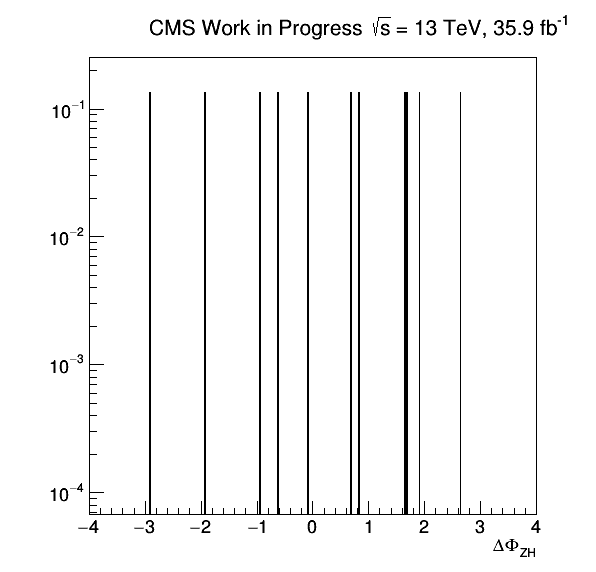 CMS Work in Progress √s = 13 TeV, 35.9 fb⁻¹
10⁻¹
10⁻²
10⁻³
10⁻⁴
−4 −3 −2 −1 0 1 2 3 4
ΔΦ_ZH